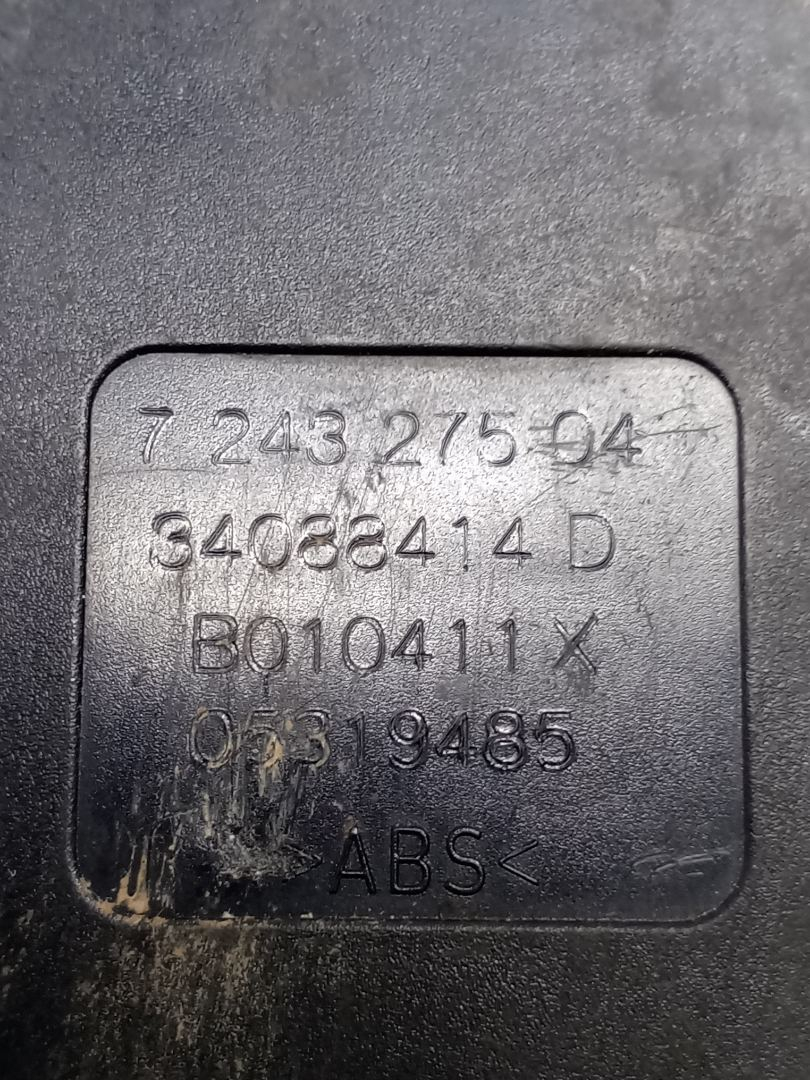 7 243 275 04
34088414 D
B010411 X
05319485
>ABS<